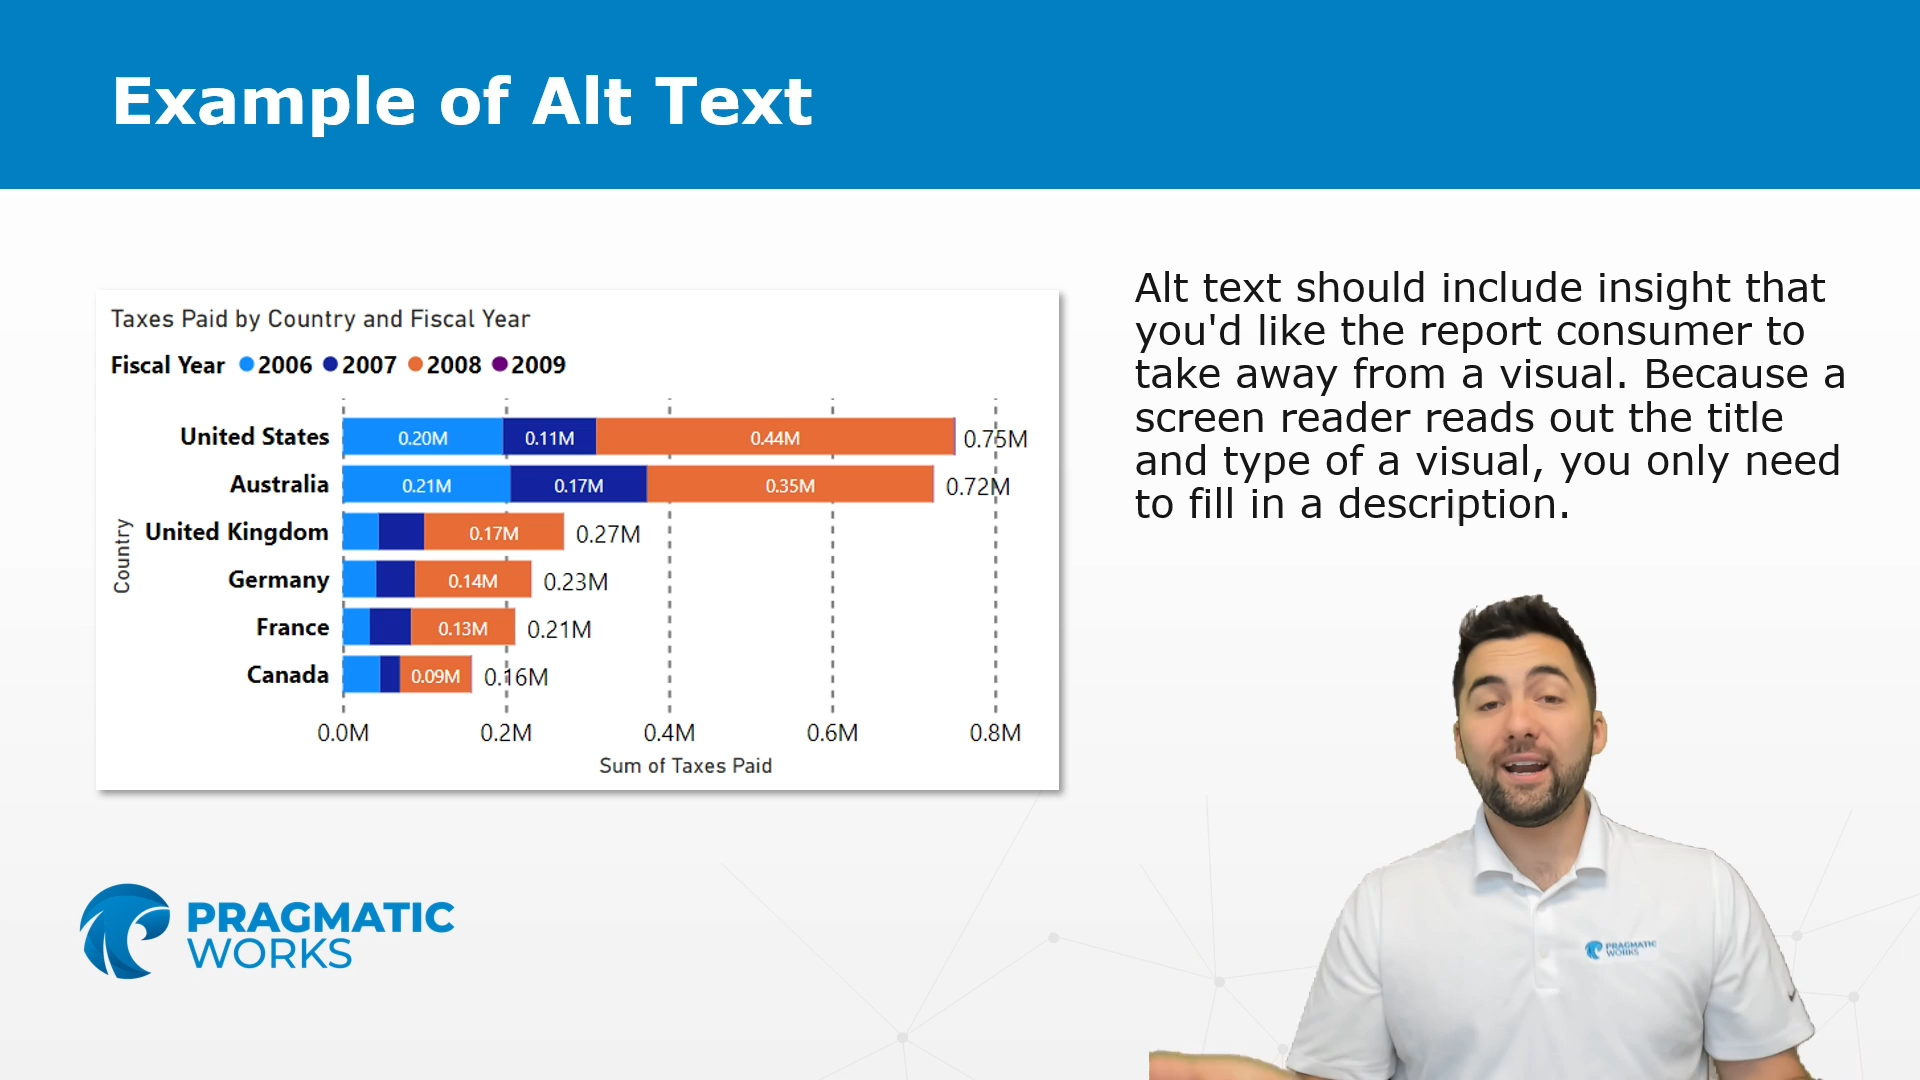 Example of Alt Text
Taxes Paid by Country and Fiscal Year
Fiscal Year 2006 2007 2008 2009
United States 0.20M 0.11M 0.44M 0.75M
Australia 0.21M 0.17M 0.35M 0.72M
United Kingdom 0.17M 0.27M
Germany 0.14M 0.23M
France 0.13M 0.21M
Canada 0.09M 0.16M
Country
0.0M 0.2M 0.4M 0.6M 0.8M
Sum of Taxes Paid
Alt text should include insight that
you'd like the report consumer to
take away from a visual. Because a
screen reader reads out the title
and type of a visual, you only need
to fill in a description.
PRAGMATIC
WORKS
PRAGMATIC
WORKS